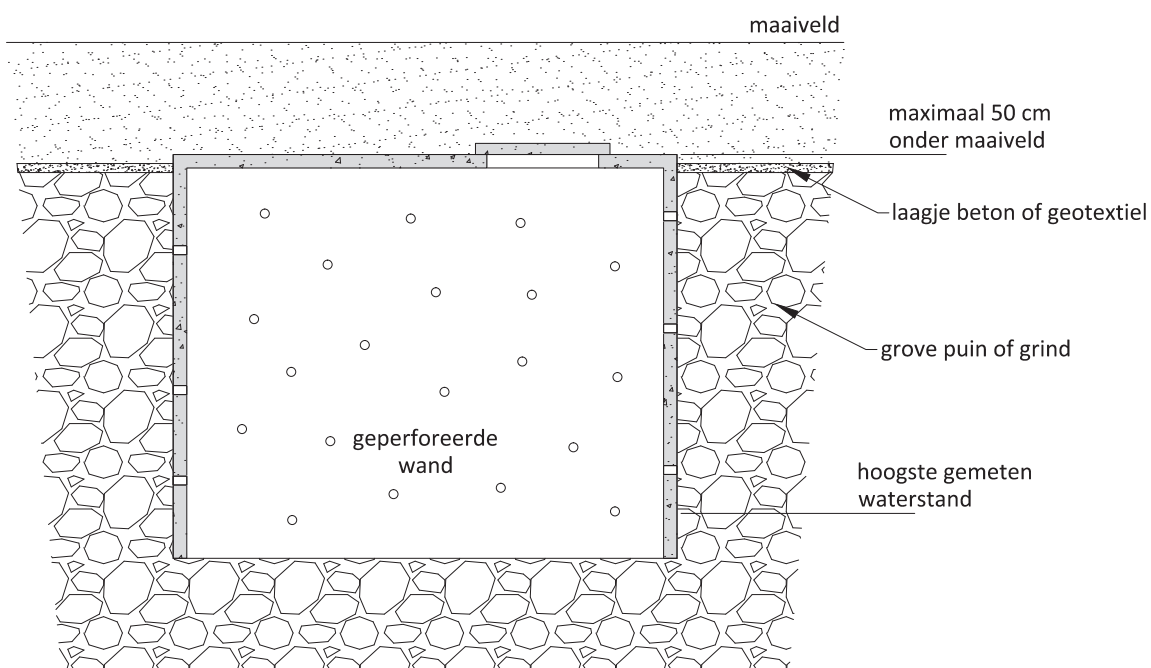 maaiveld
maximaal 50 cm
onder maaiveld
laagje beton of geotextiel
grove puin of grind
geperforeerde
wand
hoogste gemeten
waterstand